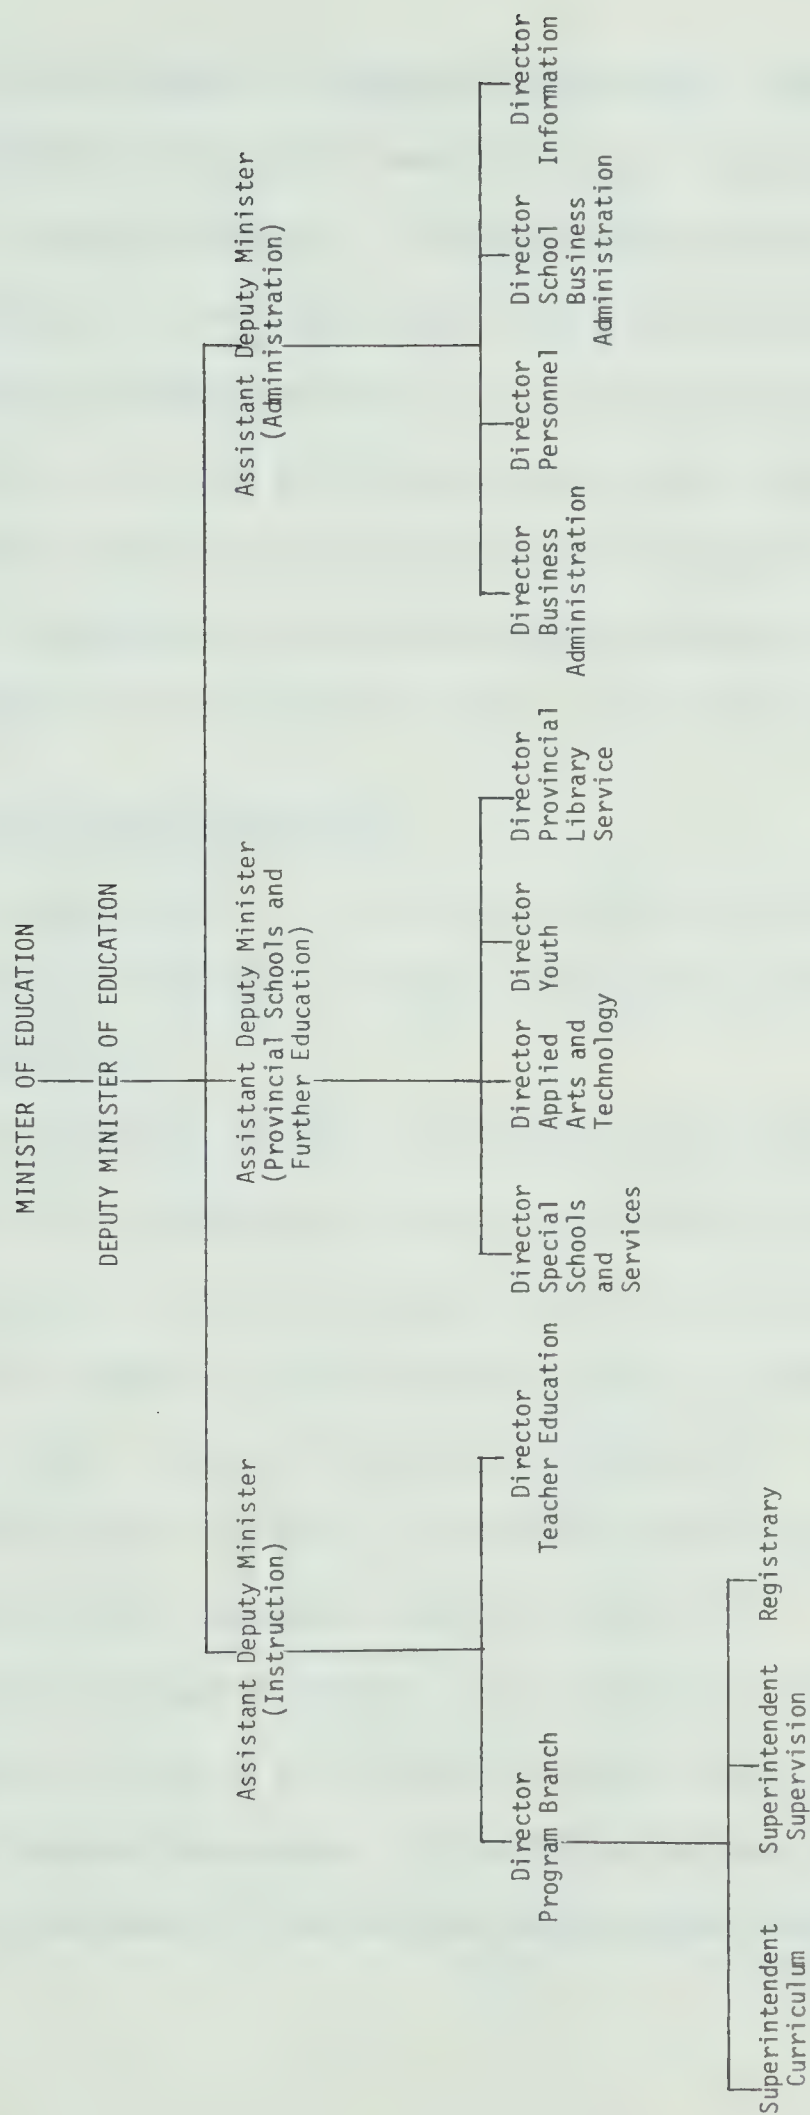 MINISTER OF EDUCATION
DEPUTY MINISTER OF EDUCATION
Assistant Deputy Minister
(Instruction)
Assistant Deputy Minister
(Provincial Schools and
Further Education)
Assistant Deputy Minister
(Administration)
Director
Program Branch
Director
Teacher Education
Director
Special
Schools
and
Services
Director
Applied
Arts and
Technology
Director
Youth
Director
Provincial
Library
Service
Director
Business
Administration
Director
Personnel
Director
School
Business
Administration
Director
Information
Superintendent
Curriculum
Superintendent
Supervision
Registrary